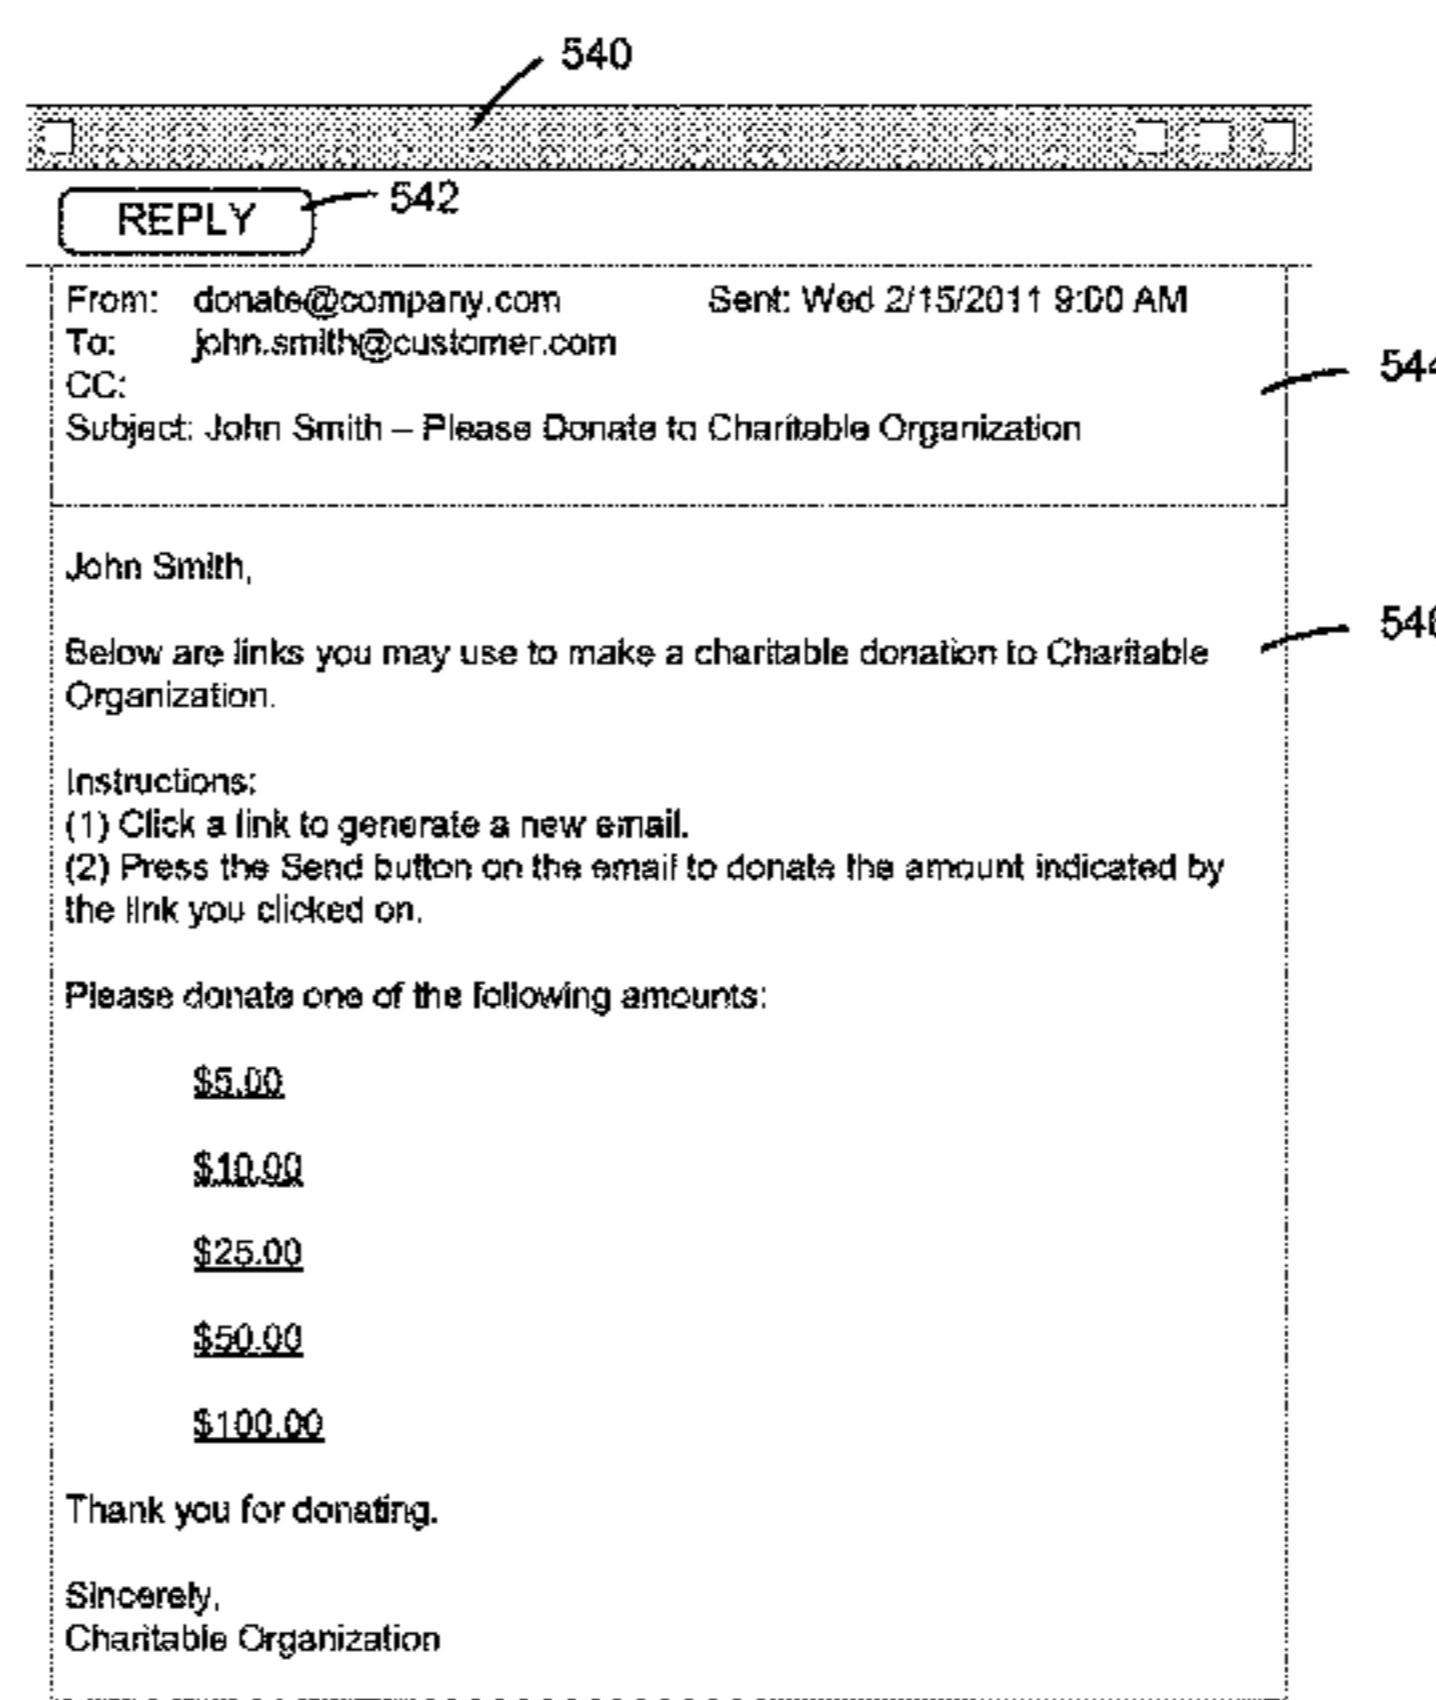 540
REPLY
542
From: donate@company.com Sent: Wed 2/15/2011 9:00 AM
To: john.smith@customer.com
CC:
544
Subject: John Smith – Please Donate to Charitable Organization
John Smith,
Below are links you may use to make a charitable donation to Charitable
546
Organization.
Instructions:
(1) Click a link to generate a new email.
(2) Press the Send button on the email to donate the amount indicated by
the link you clicked on.
Please donate one of the following amounts:
$5.00
$10.00
$25.00
$50.00
$100.00
Thank you for donating.
Sincerely,
Charitable Organization